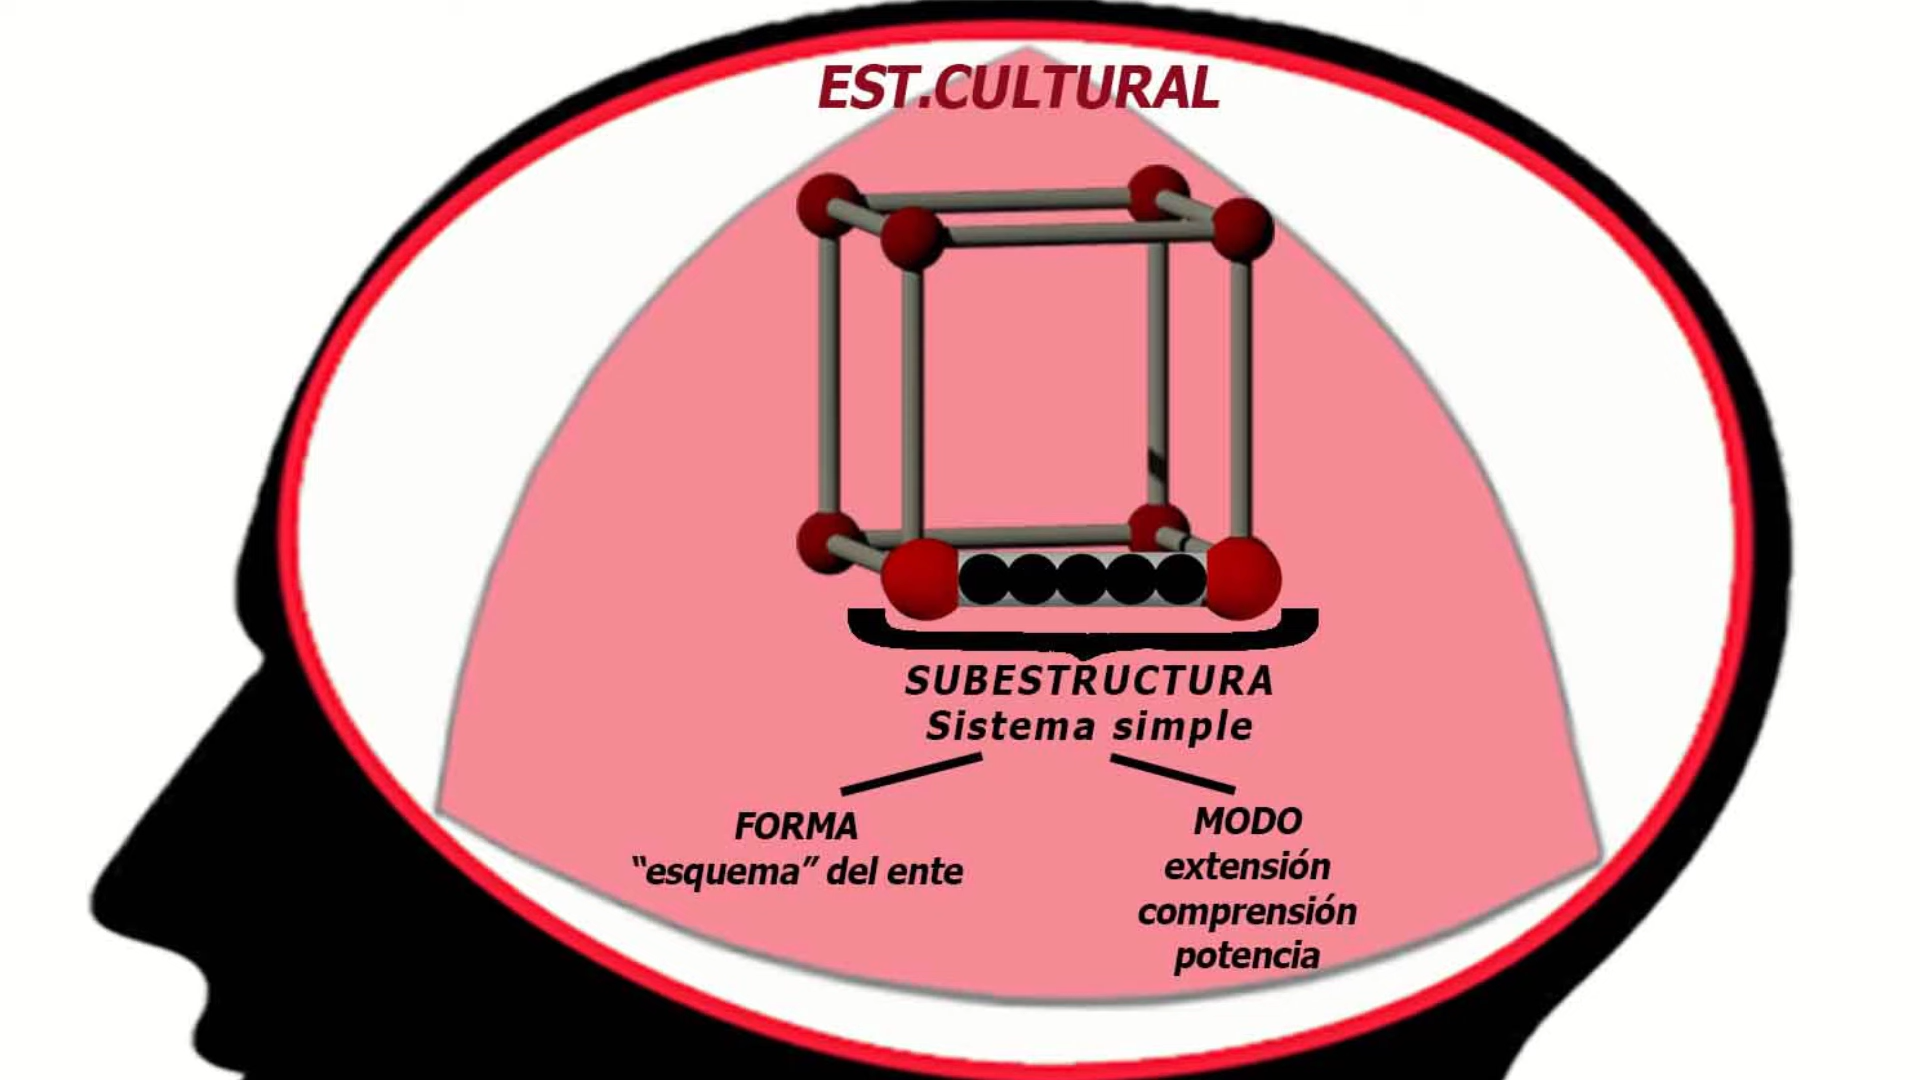 EST.CULTURAL
SUBESTRUCTURA
Sistema simple
FORMA
“esquema” del ente
MODO
extensión
comprensión
potencia